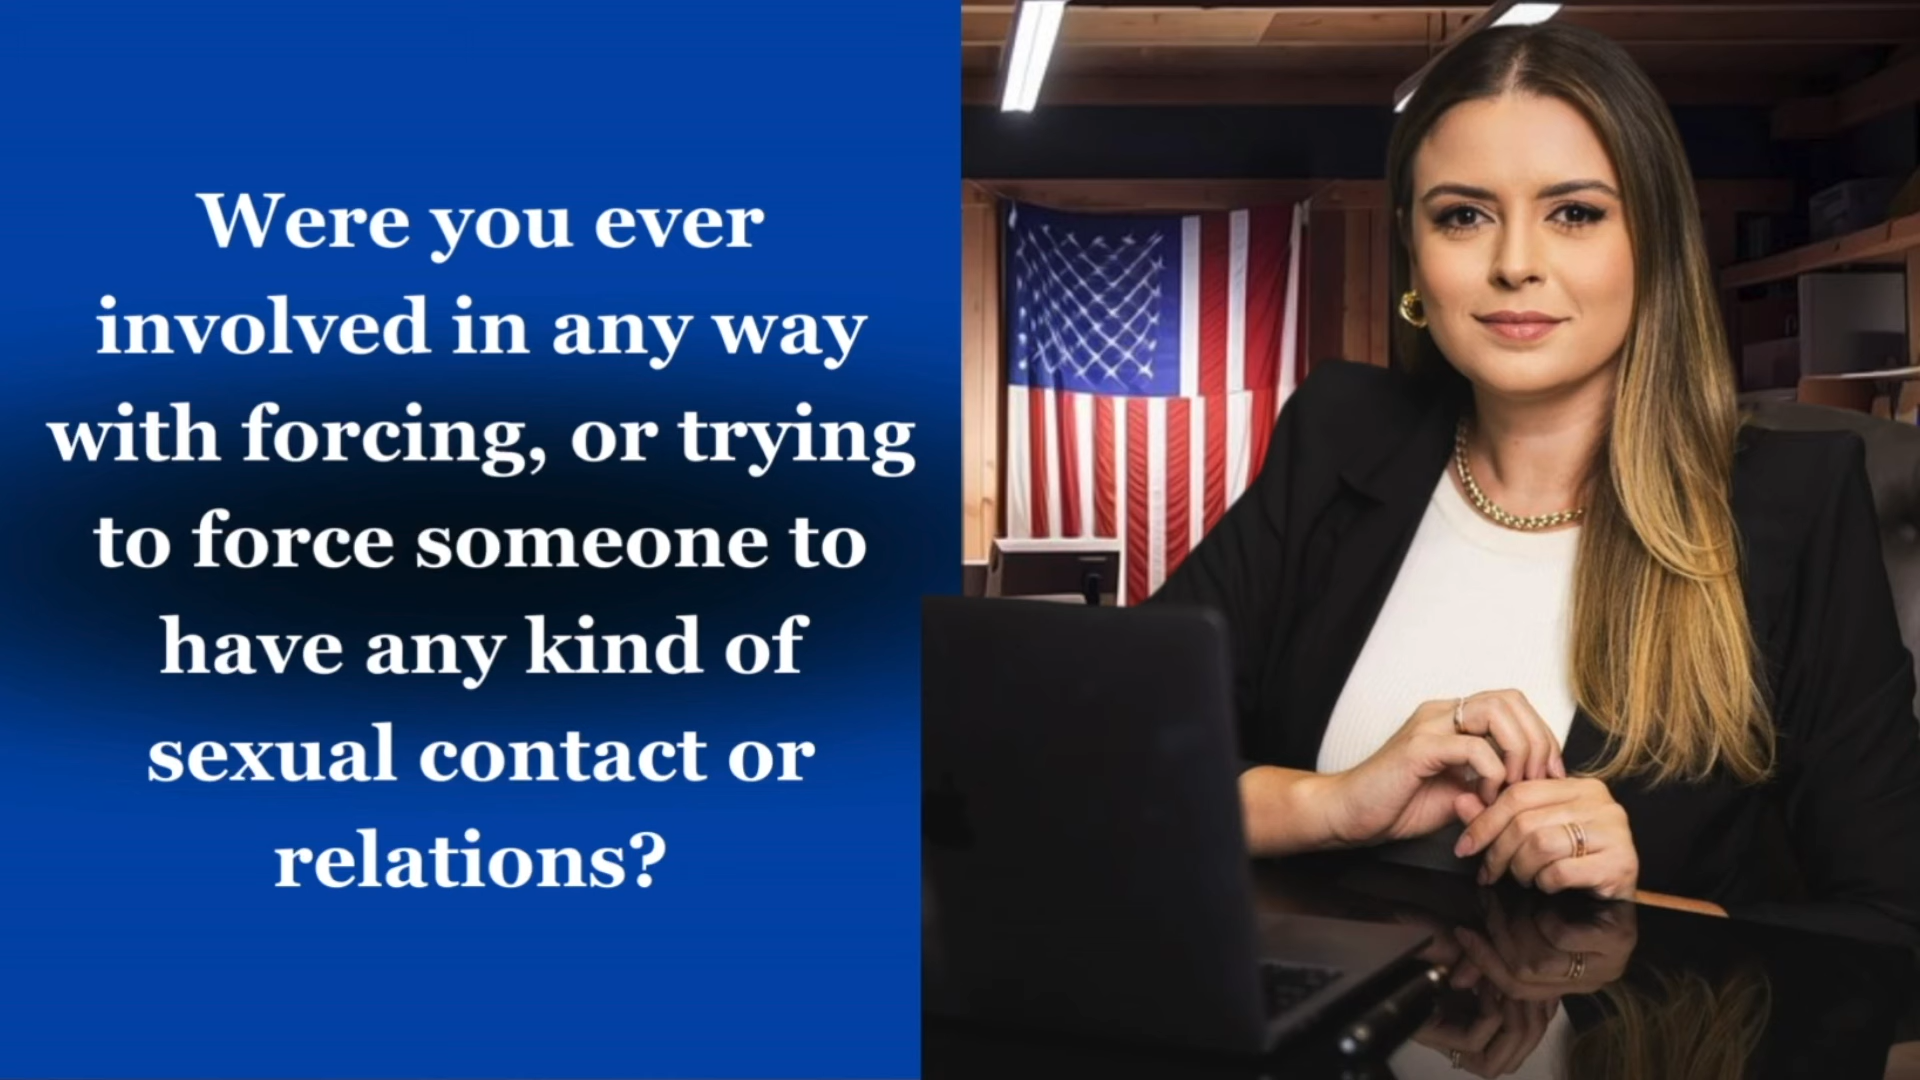 Were you ever
involved in any way
with forcing, or trying
to force someone to
have any kind of
sexual contact or
relations?